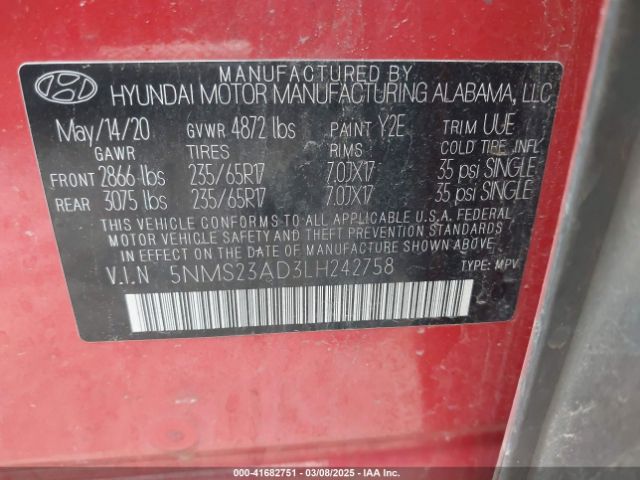 MANUFACTURED BY
HYUNDAI MOTOR MANUFACTURING ALABAMA, LLC
May/14/20 GVWR 4872 lbs PAINT Y2E TRIM UUE
GAWR TIRES RIMS COLD TIRE INFL
FRONT 2866 lbs 235/65R17 7.0JX17 35 psi SINGLE
REAR 3075 lbs 235/65R17 7.0JX17 35 psi SINGLE
THIS VEHICLE CONFORMS TO ALL APPLICABLE U.S.A. FEDERAL
MOTOR VEHICLE SAFETY AND THEFT PREVENTION STANDARDS
IN EFFECT ON THE DATE OF MANUFACTURE SHOWN ABOVE.
V.I.N 5NMS23AD3LH242758 TYPE: MPV
000-41682751 | 03/08/2025 | IAA Inc.